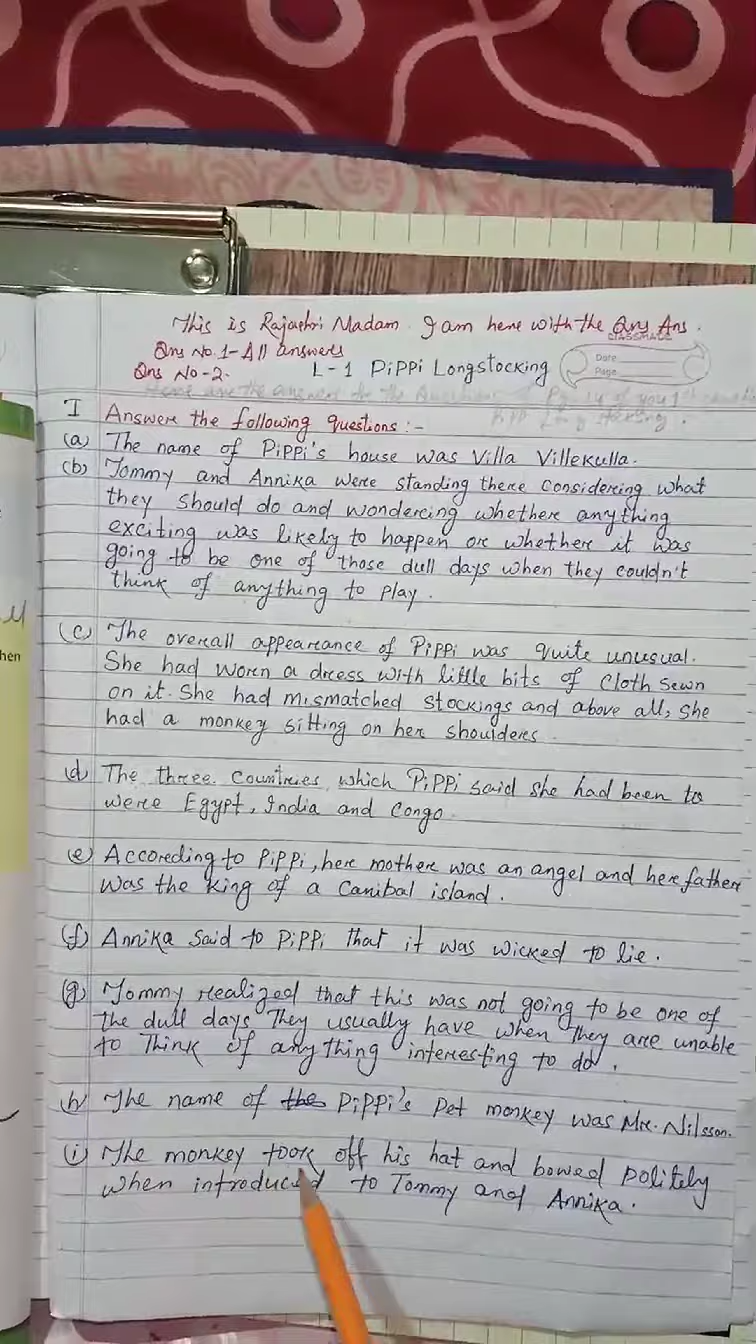 This is Rajashri Madam. I am here with the Qns Ans.
CLASSMATE
Qns No. 1 - All answers
Date
Qns No - 2.
L - 1 Pippi Longstocking
Page
I Answer the following questions :-
(a) The name of Pippi's house was Villa Villekulla.
(b) Tommy and Annika were standing there considering what
they should do and wondering whether anything
exciting was likely to happen or whether it was
going to be one of those dull days when they couldn't
think of anything to play.
(c) The overall appearance of Pippi was quite unusual.
She had worn a dress with little bits of cloth sewn
on it. She had mismatched stockings and above all, she
had a monkey sitting on her shoulders.
(d) The three countries which Pippi said she had been to
were Egypt, India and Congo.
(e) According to Pippi, her mother was an angel and her father
was the king of a Canibal island.
(f) Annika said to Pippi that it was wicked to lie.
(g) Tommy realized that this was not going to be one of
the dull days They usually have when they are unable
to think of anything interesting to do.
(h) The name of the Pippi's pet monkey was Mr. Nilsson.
(i) The monkey took off his hat and bowed politely
when introduced to Tommy and Annika.
hen